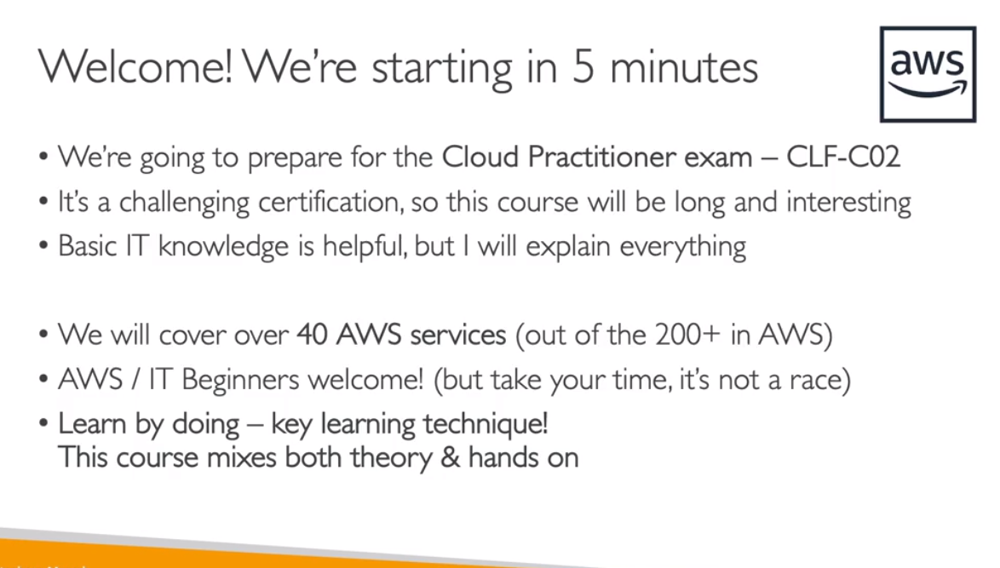 Welcome! We're starting in 5 minutes
aws
• We're going to prepare for the Cloud Practitioner exam – CLF-C02
• It's a challenging certification, so this course will be long and interesting
• Basic IT knowledge is helpful, but I will explain everything
• We will cover over 40 AWS services (out of the 200+ in AWS)
• AWS / IT Beginners welcome! (but take your time, it's not a race)
• Learn by doing – key learning technique!
This course mixes both theory & hands on